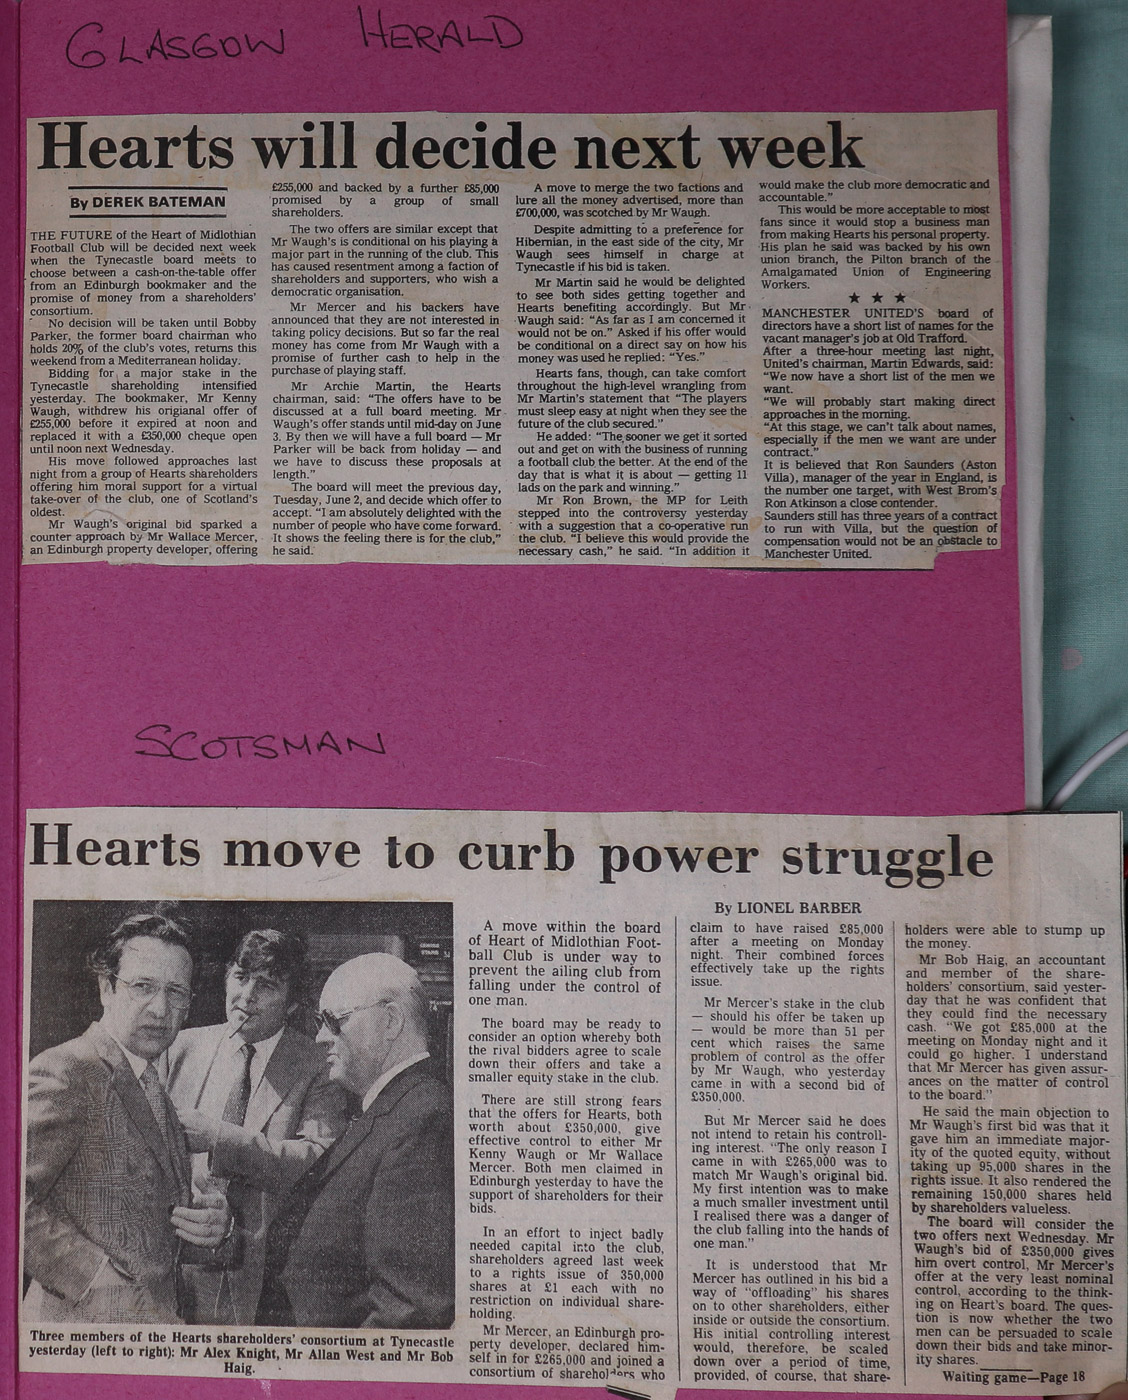 GLASGOW HERALD
Hearts will decide next week
By DEREK BATEMAN
THE FUTURE of the Heart of Midlothian
Football Club will be decided next week
when the Tynecastle board meets to
choose between a cash-on-the-table offer
from an Edinburgh bookmaker and the
promise of money from a shareholders'
consortium.
No decision will be taken until Bobby
Parker, the former board chairman who
holds 20% of the club's votes, returns this
weekend from a Mediterranean holiday.
Bidding for a major stake in the
Tynecastle shareholding intensified
yesterday. The bookmaker, Mr Kenny
Waugh, withdrew his origianal offer of
£255,000 before it expired at noon and
replaced it with a £350,000 cheque open
until noon next Wednesday.
His move followed approaches last
night from a group of Hearts shareholders
offering him moral support for a virtual
take-over of the club, one of Scotland's
oldest.
Mr Waugh's original bid sparked a
counter approach by Mr Wallace Mercer,
an Edinburgh property developer, offering
£255,000 and backed by a further £85,000
promised by a group of small
shareholders.
The two offers are similar except that
Mr Waugh's is conditional on his playing a
major part in the running of the club. This
has caused resentment among a faction of
shareholders and supporters, who wish a
democratic organisation.
Mr Mercer and his backers have
announced that they are not interested in
taking policy decisions. But so far the real
money has come from Mr Waugh with a
promise of further cash to help in the
purchase of playing staff.
Mr Archie Martin, the Hearts
chairman, said: "The offers have to be
discussed at a full board meeting. Mr
Waugh's offer stands until mid-day on June
3. By then we will have a full board — Mr
Parker will be back from holiday — and
we have to discuss these proposals at
length."
The board will meet the previous day,
Tuesday, June 2, and decide which offer to
accept. "I am absolutely delighted with the
number of people who have come forward.
It shows the feeling there is for the club,"
he said.
A move to merge the two factions and
lure all the money advertised, more than
£700,000, was scotched by Mr Waugh.
Despite admitting to a preference for
Hibernian, in the east side of the city, Mr
Waugh sees himself in charge at
Tynecastle if his bid is taken.
Mr Martin said he would be delighted
to see both sides getting together and
Hearts benefiting accordingly. But Mr
Waugh said: "As far as I am concerned it
would not be on." Asked if his offer would
be conditional on a direct say on how his
money was used he replied: "Yes."
Hearts fans, though, can take comfort
throughout the high-level wrangling from
Mr Martin's statement that "The players
must sleep easy at night when they see the
future of the club secured."
He added: "The sooner we get it sorted
out and get on with the business of running
a football club the better. At the end of the
day that is what it is about — getting 11
lads on the park and winning."
Mr Ron Brown, the MP for Leith
stepped into the controversy yesterday
with a suggestion that a co-operative run
the club. "I believe this would provide the
necessary cash," he said. "In addition it
would make the club more democratic and
accountable."
This would be more acceptable to most
fans since it would stop a business man
from making Hearts his personal property.
His plan he said was backed by his own
union branch, the Pilton branch of the
Amalgamated Union of Engineering
Workers.
★ ★ ★
MANCHESTER UNITED'S board of
directors have a short list of names for the
vacant manager's job at Old Trafford.
After a three-hour meeting last night,
United's chairman, Martin Edwards, said:
"We now have a short list of the men we
want.
"We will probably start making direct
approaches in the morning.
"At this stage, we can't talk about names,
especially if the men we want are under
contract."
It is believed that Ron Saunders (Aston
Villa), manager of the year in England, is
the number one target, with West Brom's
Ron Atkinson a close contender.
Saunders still has three years of a contract
to run with Villa, but the question of
compensation would not be an obstacle to
Manchester United.
SCOTSMAN
Hearts move to curb power struggle
Three members of the Hearts shareholders' consortium at Tynecastle
yesterday (left to right): Mr Alex Knight, Mr Allan West and Mr Bob
Haig.
By LIONEL BARBER
A move within the board
of Heart of Midlothian Foot-
ball Club is under way to
prevent the ailing club from
falling under the control of
one man.
The board may be ready to
consider an option whereby both
the rival bidders agree to scale
down their offers and take a
smaller equity stake in the club.
There are still strong fears
that the offers for Hearts, both
worth about £350,000, give
effective control to either Mr
Kenny Waugh or Mr Wallace
Mercer. Both men claimed in
Edinburgh yesterday to have the
support of shareholders for their
bids.
In an effort to inject badly
needed capital into the club,
shareholders agreed last week
to a rights issue of 350,000
shares at £1 each with no
restriction on individual share-
holding.
Mr Mercer, an Edinburgh pro-
perty developer, declared him-
self in for £265,000 and joined a
consortium of shareholders who
claim to have raised £85,000
after a meeting on Monday
night. Their combined forces
effectively take up the rights
issue.
Mr Mercer's stake in the club
— should his offer be taken up
— would be more than 51 per
cent which raises the same
problem of control as the offer
by Mr Waugh, who yesterday
came in with a second bid of
£350,000.
But Mr Mercer said he does
not intend to retain his controll-
ing interest. "The only reason I
came in with £265,000 was to
match Mr Waugh's original bid.
My first intention was to make
a much smaller investment until
I realised there was a danger of
the club falling into the hands of
one man."
It is understood that Mr
Mercer has outlined in his bid a
way of "offloading" his shares
on to other shareholders, either
inside or outside the consortium.
His initial controlling interest
would, therefore, be scaled
down over a period of time,
provided, of course, that share-
holders were able to stump up
the money.
Mr Bob Haig, an accountant
and member of the share-
holders' consortium, said yester-
day that he was confident that
they could find the necessary
cash. "We got £85,000 at the
meeting on Monday night and it
could go higher. I understand
that Mr Mercer has given assur-
ances on the matter of control
to the board."
He said the main objection to
Mr Waugh's first bid was that it
gave him an immediate major-
ity of the quoted equity, without
taking up 95,000 shares in the
rights issue. It also rendered the
remaining 150,000 shares held
by shareholders valueless.
The board will consider the
two offers next Wednesday. Mr
Waugh's bid of £350,000 gives
him overt control, Mr Mercer's
offer at the very least nominal
control, according to the think-
ing on Heart's board. The ques-
tion is now whether the two
men can be persuaded to scale
down their bids and take minor-
ity shares.
Waiting game—Page 18